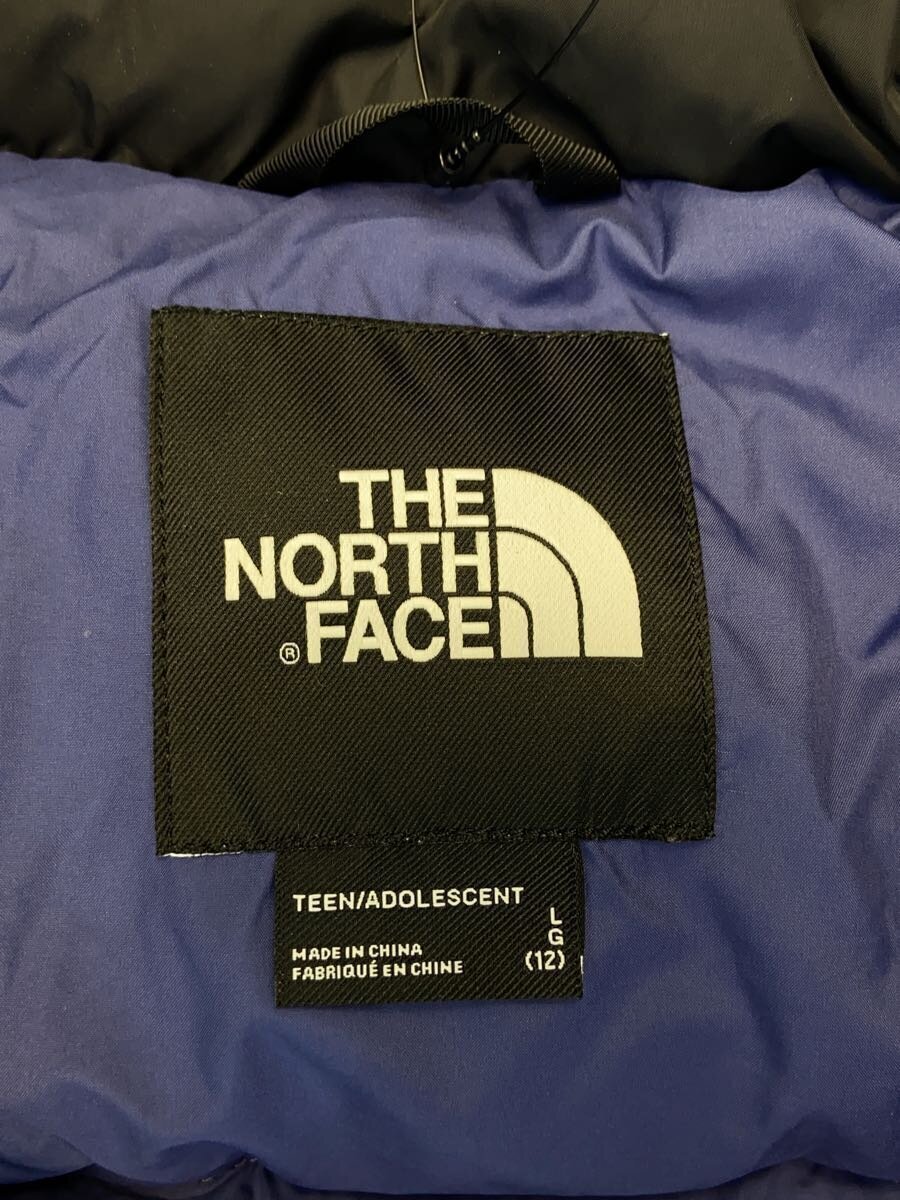 THE
NORTH
® FACE
TEEN/ADOLESCENT
L
G
(12)
MADE IN CHINA
FABRIQUÉ EN CHINE